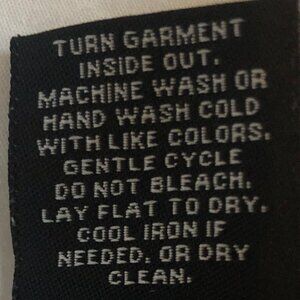 TURN GARMENT
INSIDE OUT.
MACHINE WASH OR
HAND WASH COLD
WITH LIKE COLORS.
GENTLE CYCLE
DO NOT BLEACH.
LAY FLAT TO DRY.
COOL IRON IF
NEEDED. OR DRY
CLEAN.